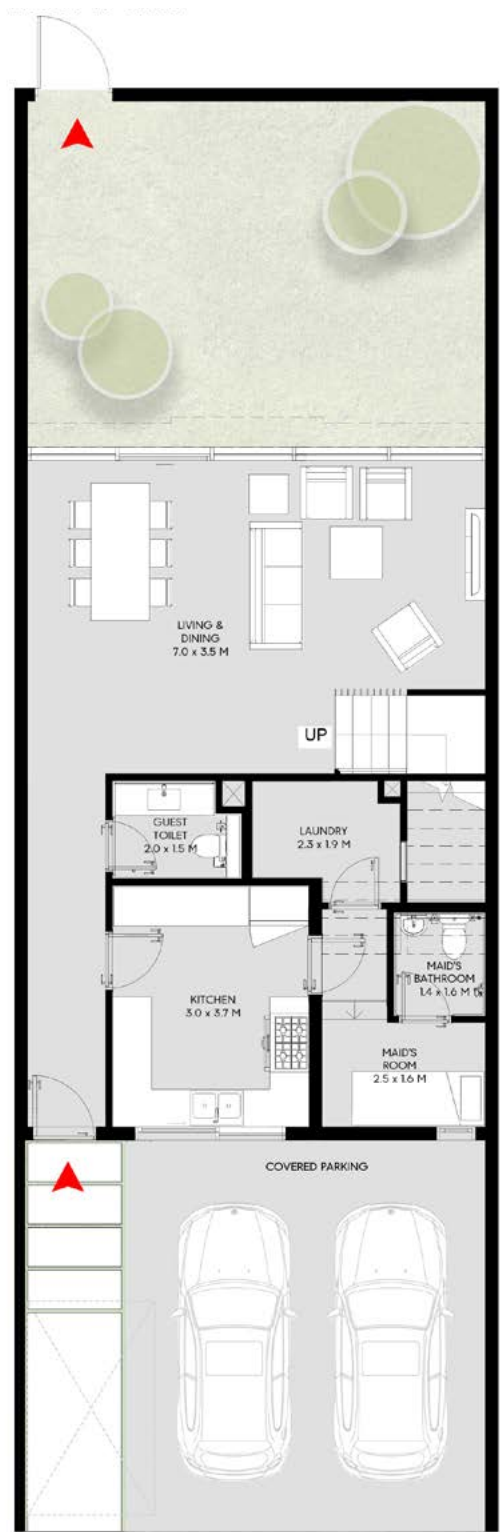 LIVING &
DINING
7.0 x 3.5 M
UP
GUEST
TOILET
2.0 x 1.5 M
LAUNDRY
2.3 x 1.9 M
MAID'S
BATHROOM
1.4 x 1.6 M
KITCHEN
3.0 x 3.7 M
MAID'S
ROOM
2.5 x 1.6 M
COVERED PARKING